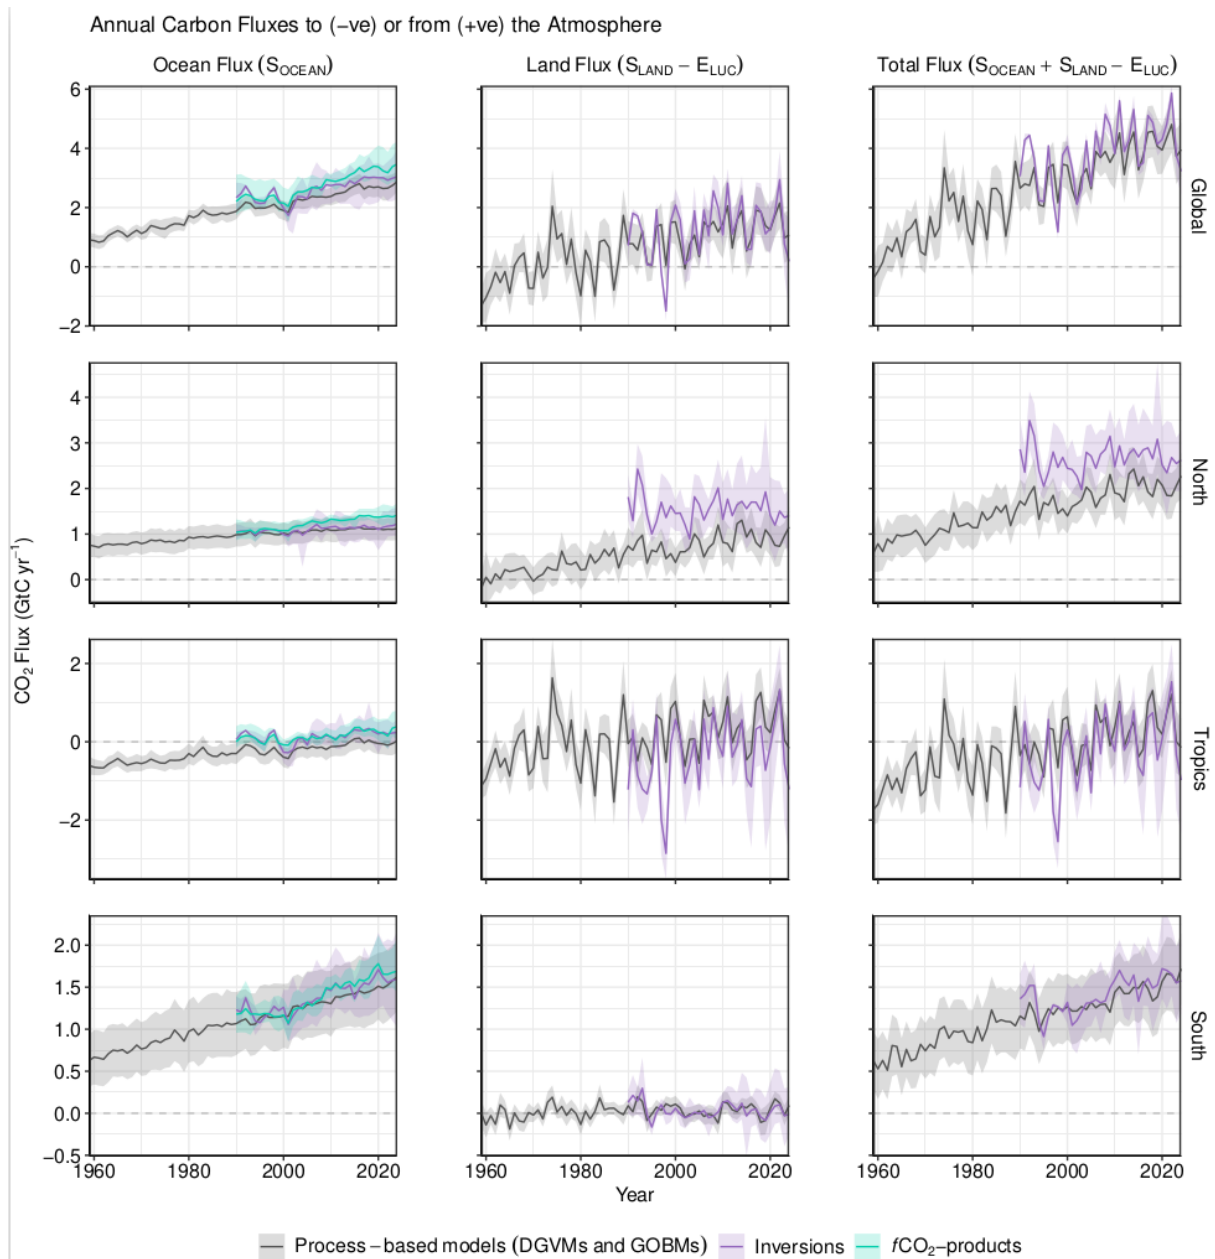 Annual Carbon Fluxes to (−ve) or from (+ve) the Atmosphere
Ocean Flux (S_OCEAN)
Land Flux (S_LAND − E_LUC)
Total Flux (S_OCEAN + S_LAND − E_LUC)
6
4
2
0
−2
Global
4
3
2
1
0
North
2
0
−2
Tropics
2.0
1.5
1.0
0.5
0.0
−0.5
South
CO₂ Flux (GtC yr⁻¹)
1960 1980 2000 2020
1960 1980 2000 2020
1960 1980 2000 2020
Year
Process−based models (DGVMs and GOBMs) Inversions fCO₂−products